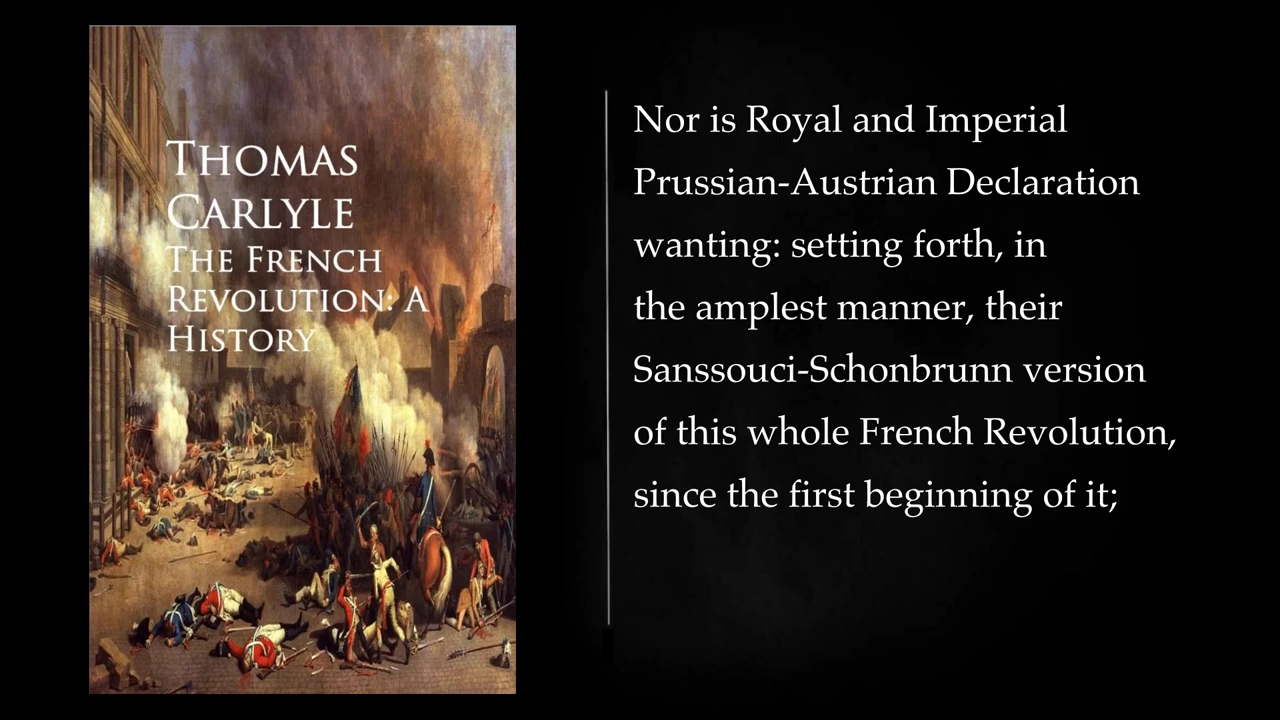 THOMAS
CARLYLE
THE FRENCH
REVOLUTION: A
HISTORY
Nor is Royal and Imperial
Prussian-Austrian Declaration
wanting: setting forth, in
the amplest manner, their
Sanssouci-Schonbrunn version
of this whole French Revolution,
since the first beginning of it;